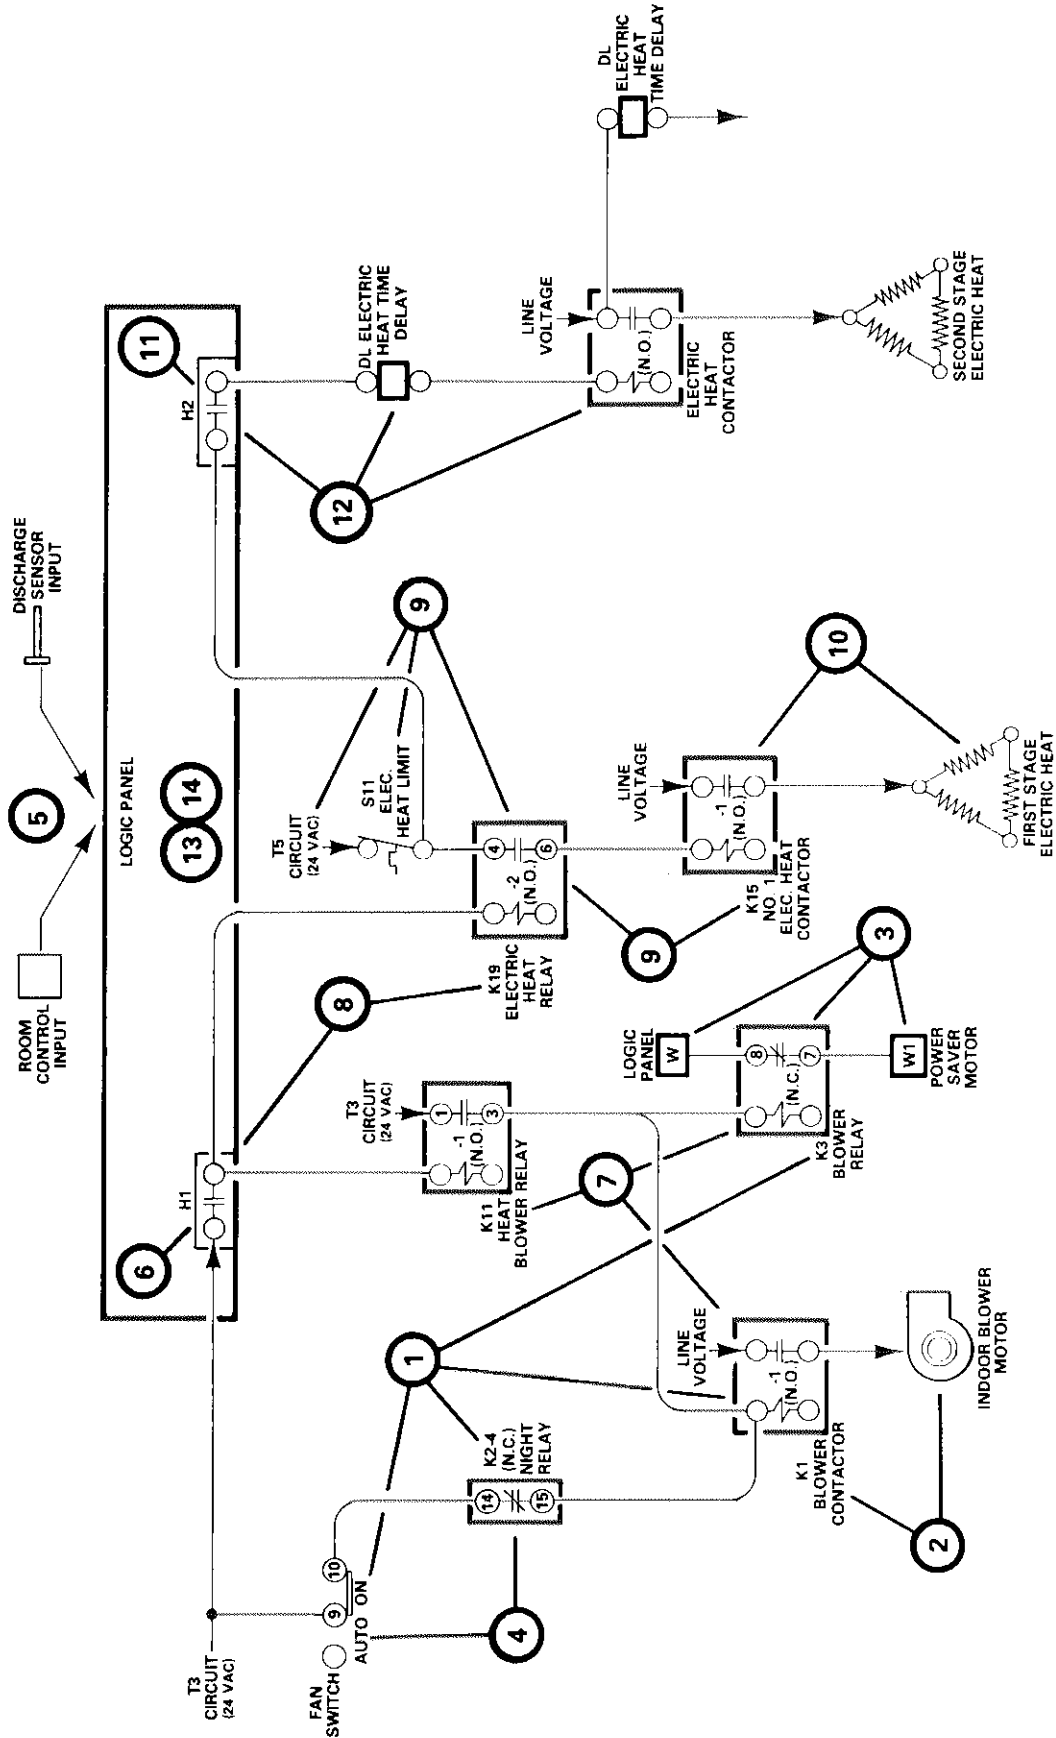 ROOM
CONTROL
INPUT
5
DISCHARGE
SENSOR
INPUT
LOGIC PANEL
13
14
6
H1
8
H2
11
T3
CIRCUIT
(24 VAC)
FAN
SWITCH
9
10
AUTO ON
4
K2-4
(N.C.)
NIGHT
RELAY
14
15
1
T3
CIRCUIT
(24 VAC)
1
3
-1
(N.O.)
K11
HEAT
BLOWER RELAY
7
K19
ELECTRIC
HEAT
RELAY
4
6
-2
(N.O.)
T5
CIRCUIT
(24 VAC)
S11
ELEC.
HEAT LIMIT
9
9
12
DL ELECTRIC
HEAT TIME
DELAY
LINE
VOLTAGE
(N.O.)
ELECTRIC
HEAT
CONTACTOR
DL
ELECTRIC
HEAT
TIME DELAY
LINE
VOLTAGE
-1
(N.O.)
K1
BLOWER
CONTACTOR
2
INDOOR BLOWER
MOTOR
LOGIC
PANEL
W
8
7
(N.C.)
K3
BLOWER
RELAY
W1
POWER
SAVER
MOTOR
3
LINE
VOLTAGE
-1
(N.O.)
K15
NO. 1
ELEC. HEAT
CONTACTOR
10
FIRST STAGE
ELECTRIC HEAT
SECOND STAGE
ELECTRIC HEAT